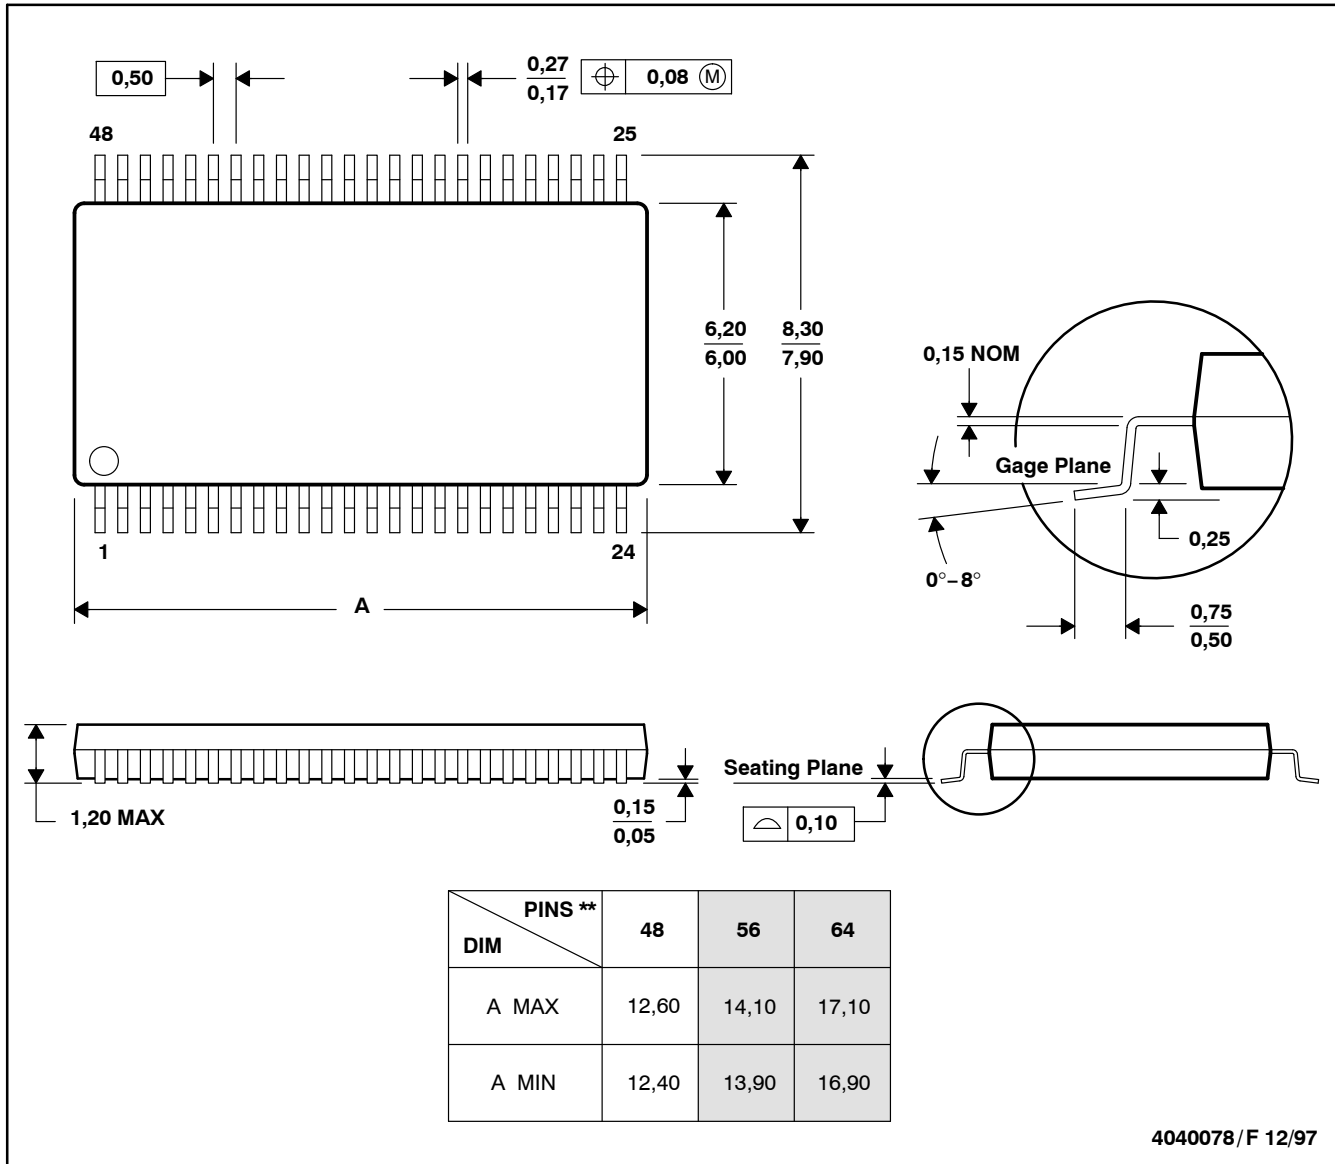 0,50
0,27
0,17
0,08 M
48
25
6,20
6,00
8,30
7,90
1
24
A
0,15 NOM
Gage Plane
0,25
0°–8°
0,75
0,50
1,20 MAX
0,15
0,05
Seating Plane
0,10
PINS **
DIM
48 56 64
A MAX 12,60 14,10 17,10
A MIN 12,40 13,90 16,90
4040078/F 12/97